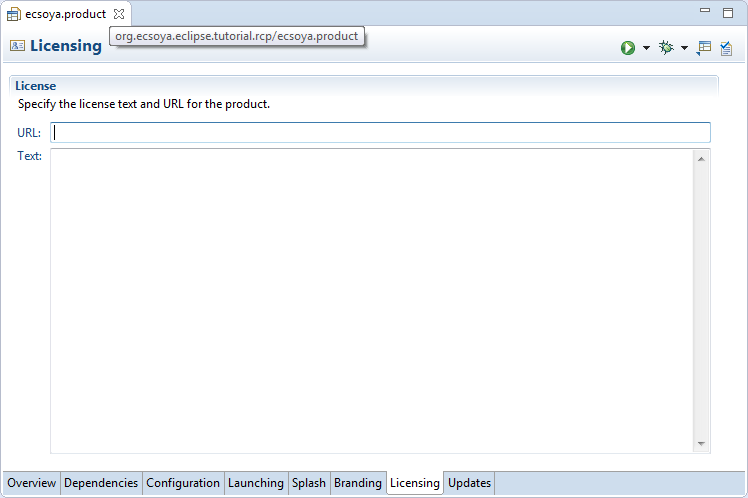 ecsoya.product
Licensing
org.ecsoya.eclipse.tutorial.rcp/ecsoya.product
License
Specify the license text and URL for the product.
URL:
Text:
Overview Dependencies Configuration Launching Splash Branding Licensing Updates